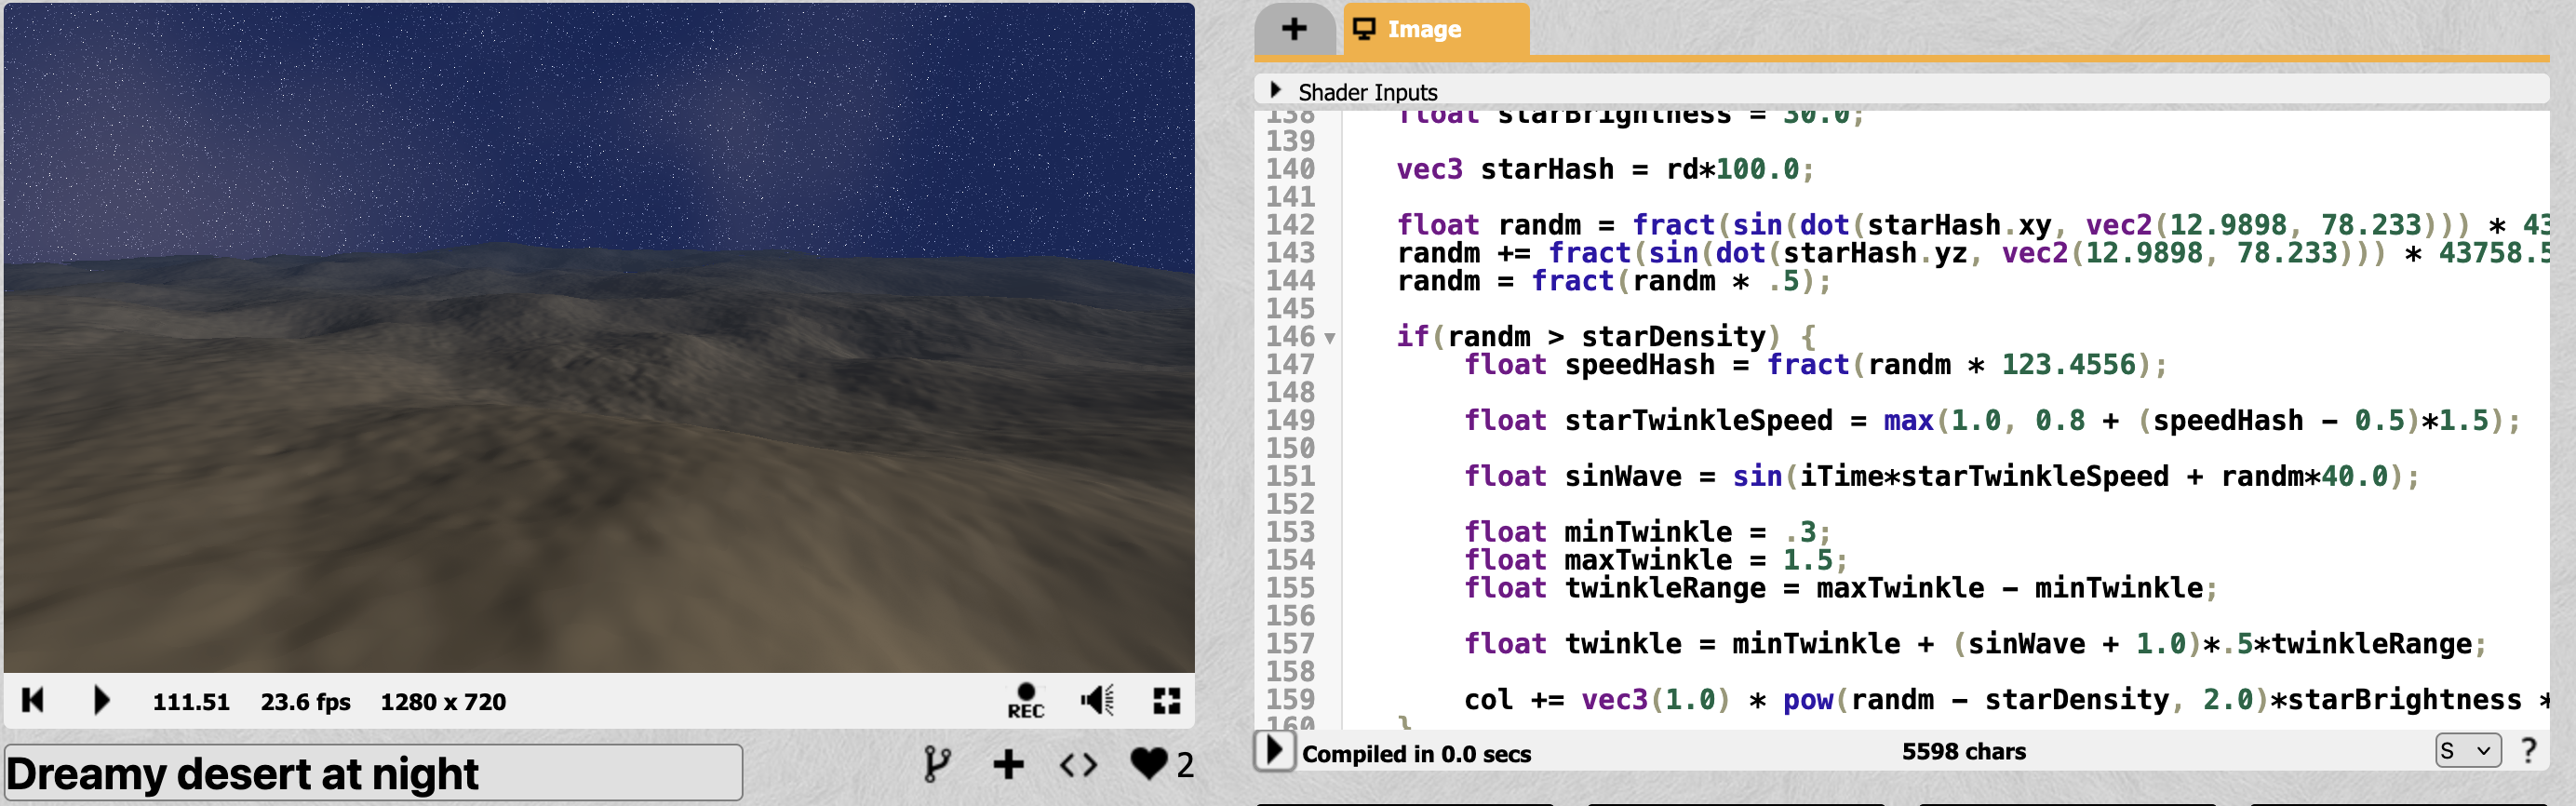 111.51 23.6 fps 1280 x 720
REC
Dreamy desert at night
2
Image
Shader Inputs
138 float starBrightness = 30.0;
139
140 vec3 starHash = rd*100.0;
141
142 float randm = fract(sin(dot(starHash.xy, vec2(12.9898, 78.233))) * 43
143 randm += fract(sin(dot(starHash.yz, vec2(12.9898, 78.233))) * 43758.5
144 randm = fract(randm * .5);
145
146 if(randm > starDensity) {
147 float speedHash = fract(randm * 123.4556);
148
149 float starTwinkleSpeed = max(1.0, 0.8 + (speedHash - 0.5)*1.5);
150
151 float sinWave = sin(iTime*starTwinkleSpeed + randm*40.0);
152
153 float minTwinkle = .3;
154 float maxTwinkle = 1.5;
155 float twinkleRange = maxTwinkle - minTwinkle;
156
157 float twinkle = minTwinkle + (sinWave + 1.0)*.5*twinkleRange;
158
159 col += vec3(1.0) * pow(randm - starDensity, 2.0)*starBrightness *
160 }
Compiled in 0.0 secs 5598 chars S ?